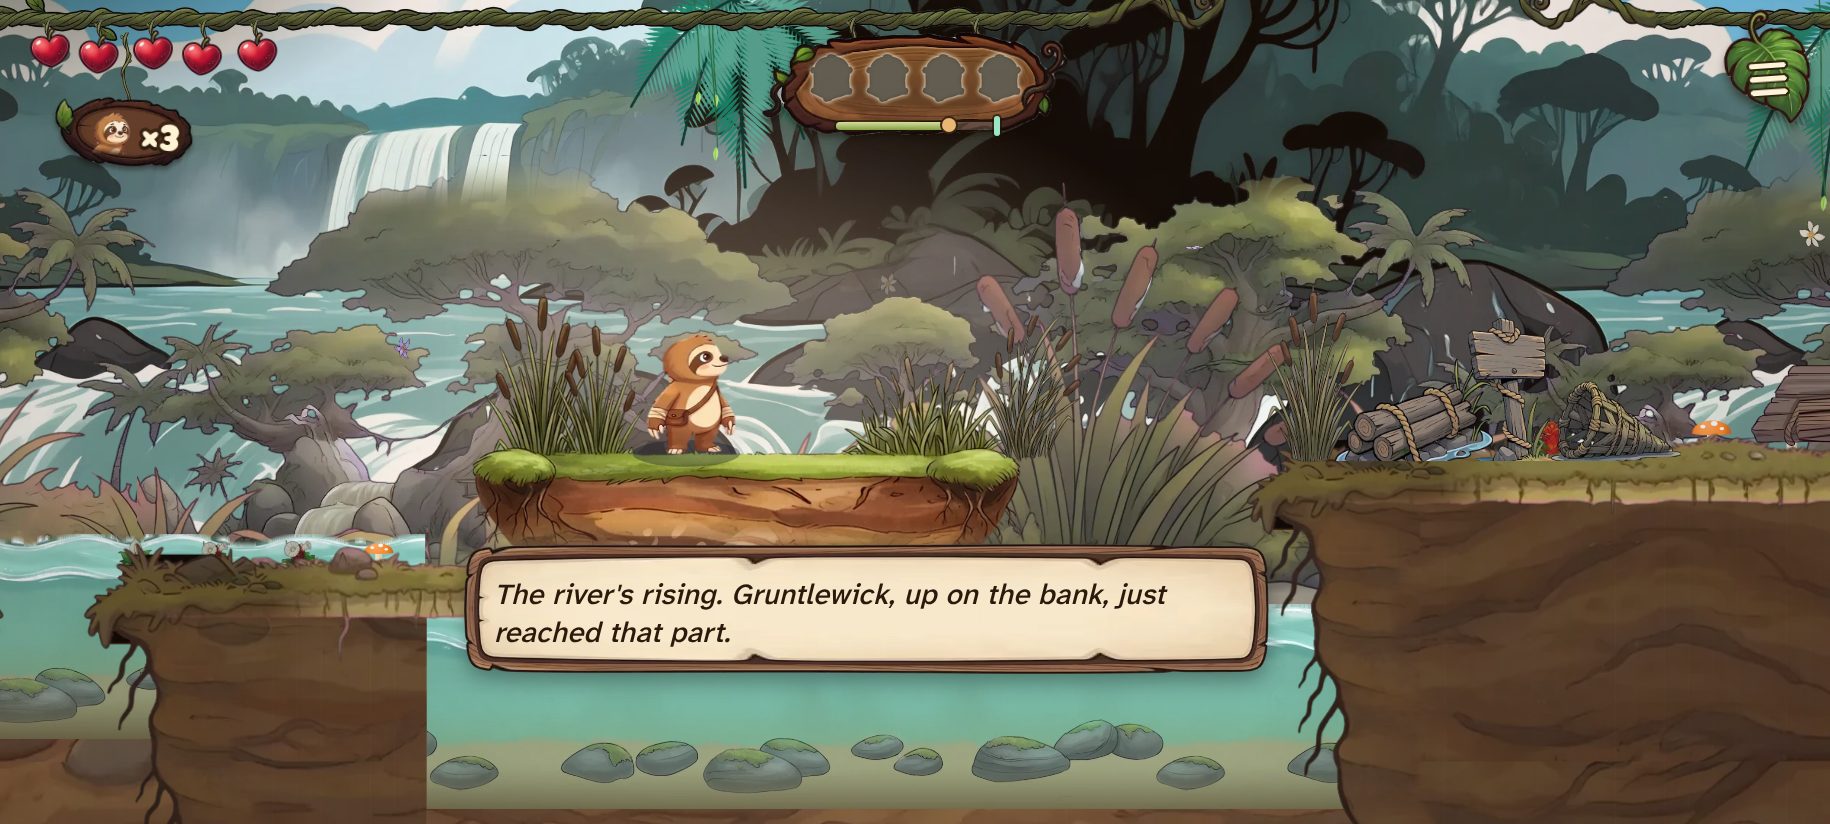 ×3
The river's rising. Gruntlewick, up on the bank, just
reached that part.